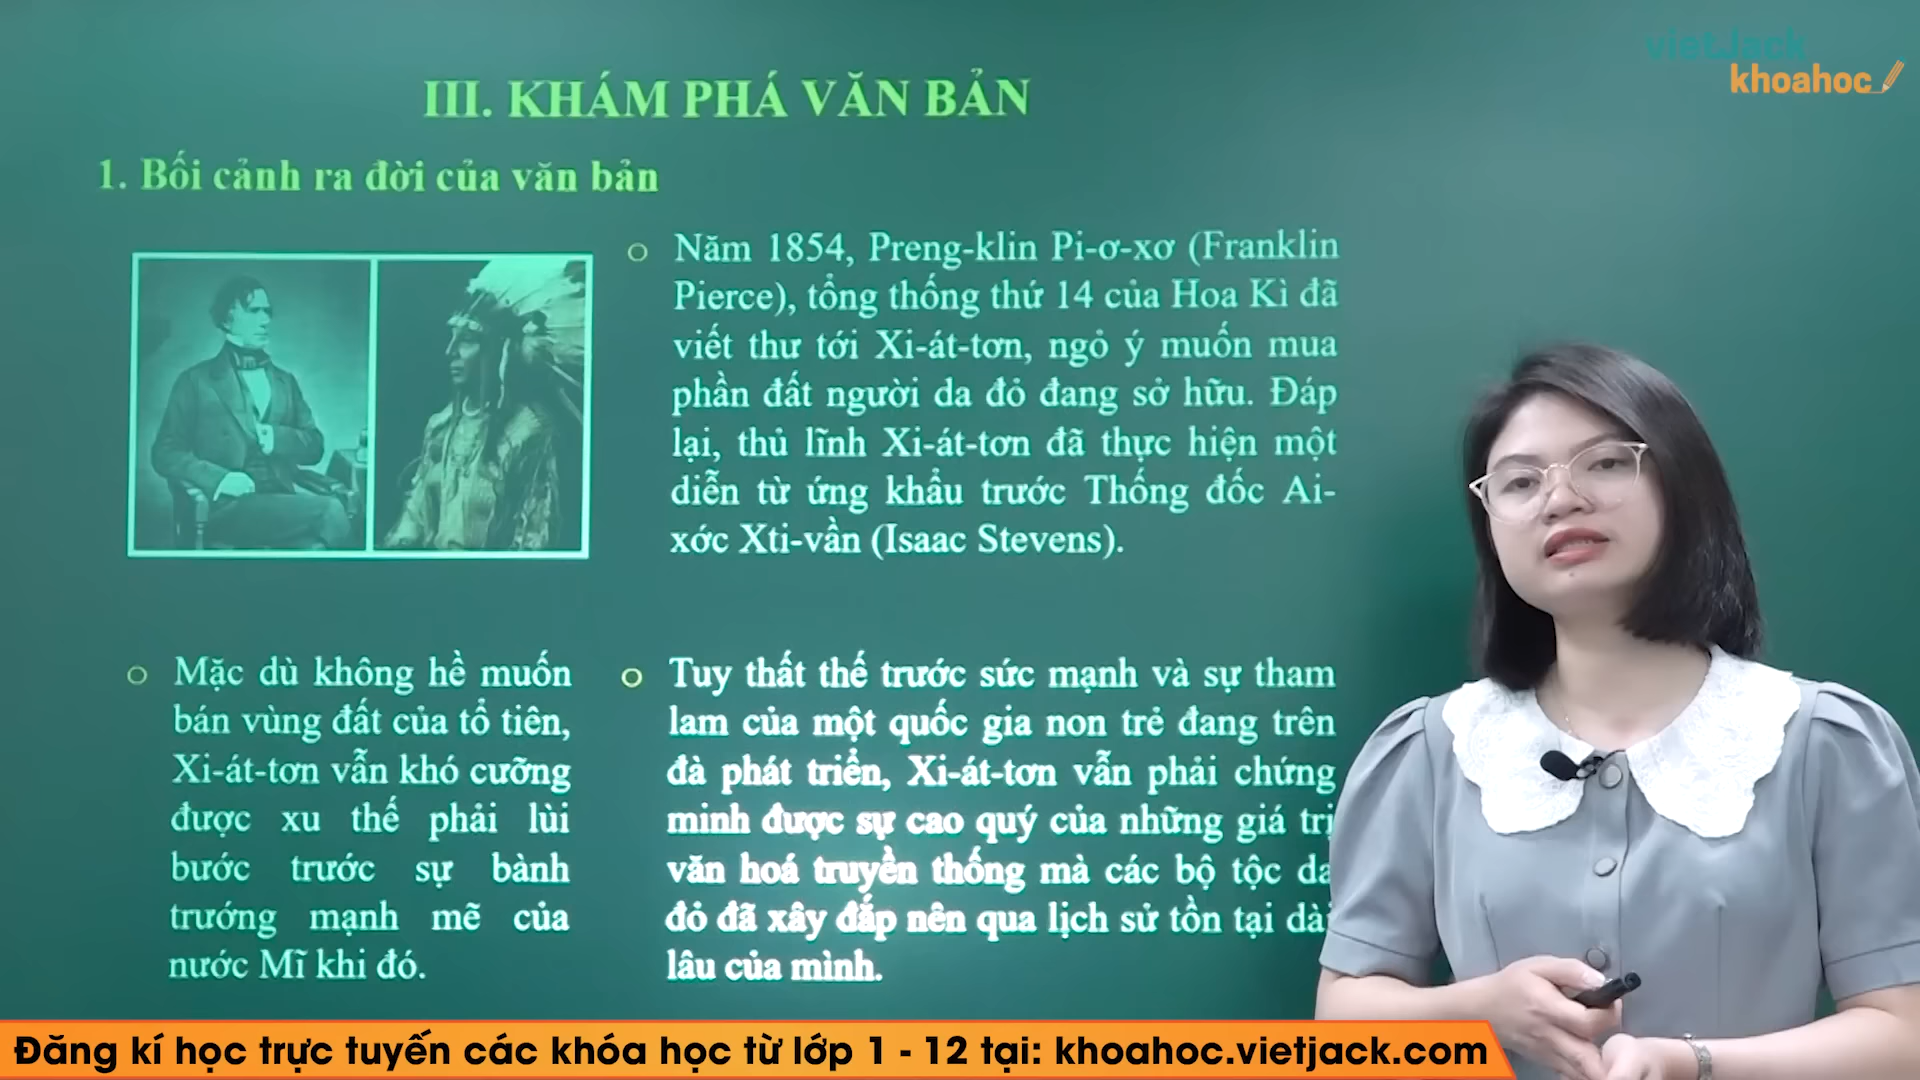 vietJack
khoahoc
III. KHÁM PHÁ VĂN BẢN
1. Bối cảnh ra đời của văn bản
Năm 1854, Preng-klin Pi-ơ-xơ (Franklin
Pierce), tổng thống thứ 14 của Hoa Kì đã
viết thư tới Xi-át-tơn, ngỏ ý muốn mua
phần đất người da đỏ đang sở hữu. Đáp
lại, thủ lĩnh Xi-át-tơn đã thực hiện một
diễn từ ứng khẩu trước Thống đốc Ai-
xớc Xti-vần (Isaac Stevens).
Mặc dù không hề muốn
bán vùng đất của tổ tiên,
Xi-át-tơn vẫn khó cưỡng
được xu thế phải lùi
bước trước sự bành
trướng mạnh mẽ của
nước Mĩ khi đó.
Tuy thất thế trước sức mạnh và sự tham
lam của một quốc gia non trẻ đang trên
đà phát triển, Xi-át-tơn vẫn phải chứng
minh được sự cao quý của những giá trị
văn hoá truyền thống mà các bộ tộc da
đỏ đã xây đắp nên qua lịch sử tồn tại dài
lâu của mình.
Đăng kí học trực tuyến các khóa học từ lớp 1 - 12 tại: khoahoc.vietjack.com